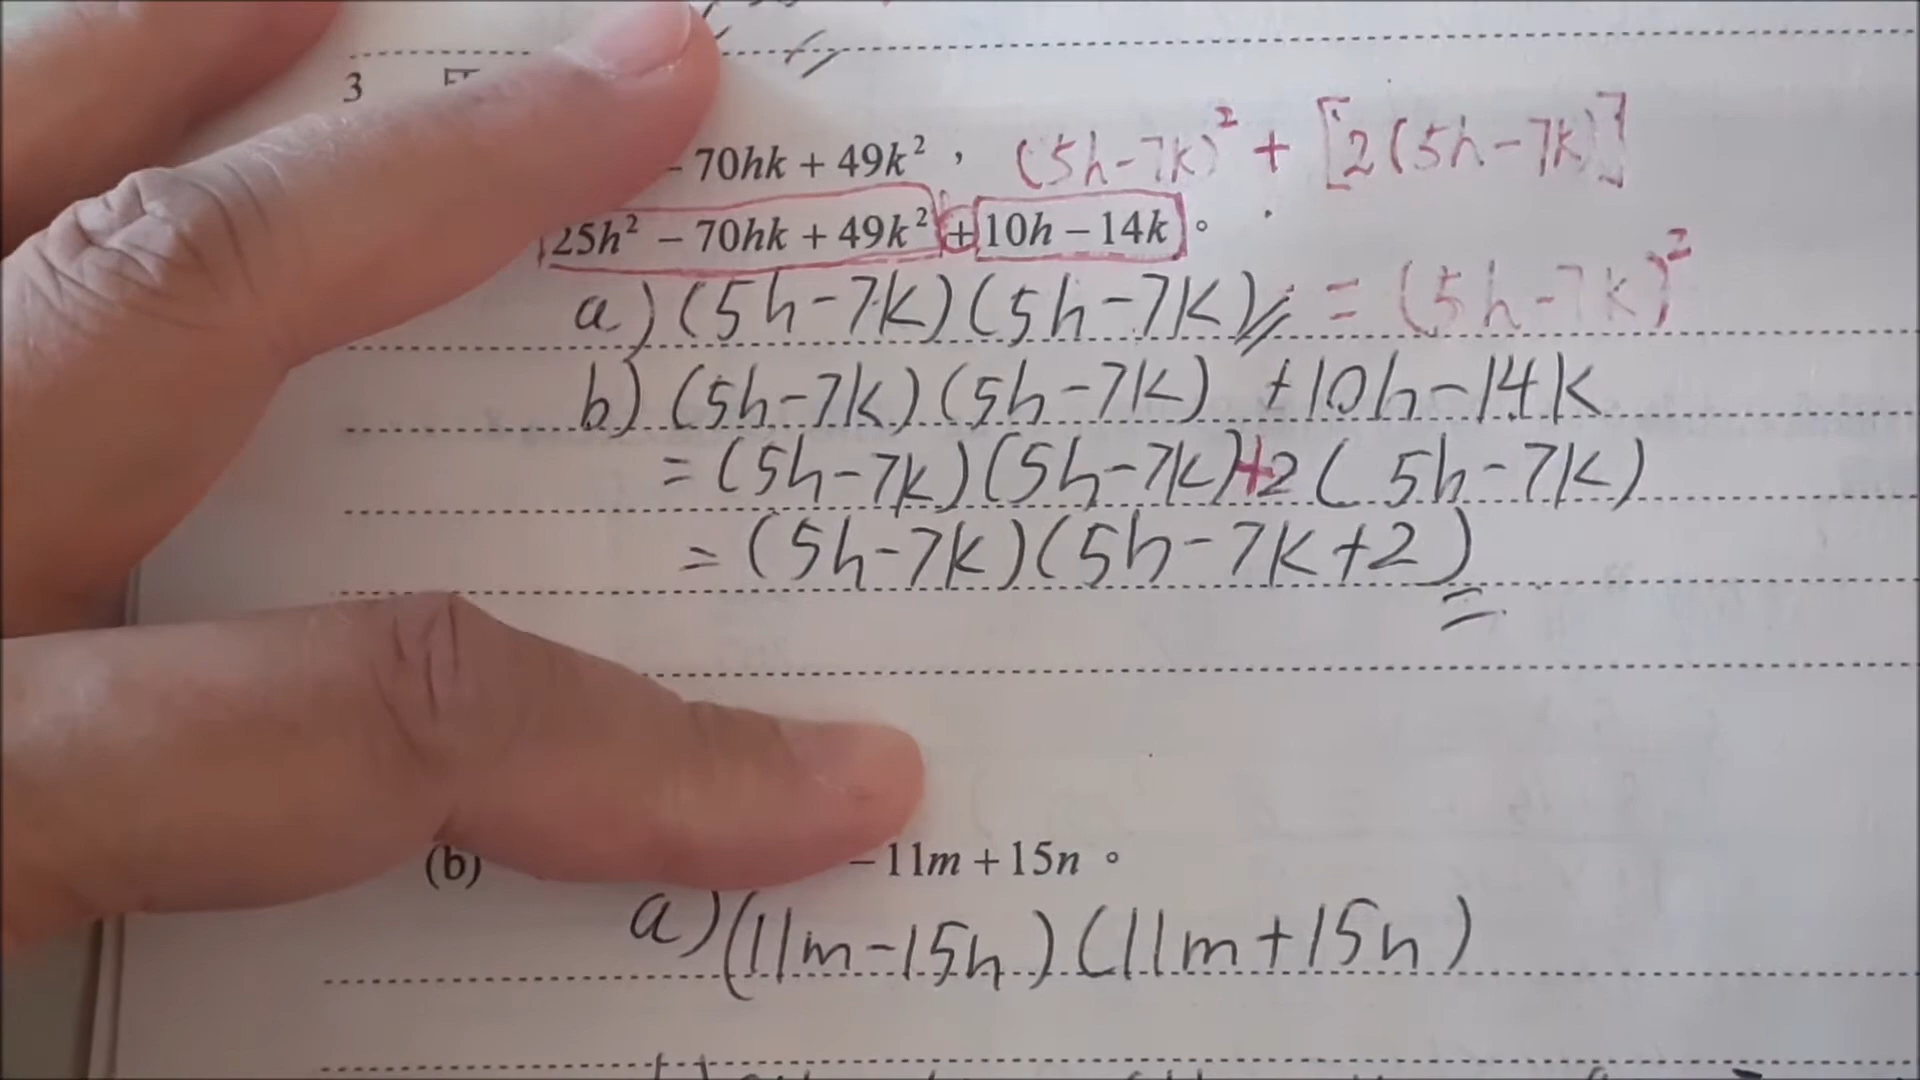 3
- 70hk + 49k² , (5h-7k)² + [2(5h-7k)]
25h² - 70hk + 49k² + 10h - 14k 。
a) (5h-7k)(5h-7k) = (5h-7k)²
b) (5h-7k)(5h-7k) +10h-14k
= (5h-7k)(5h-7k)+2(5h-7k)
= (5h-7k)(5h-7k+2)
(b) - 11m + 15n 。
a) (11m-15n)(11m+15n)